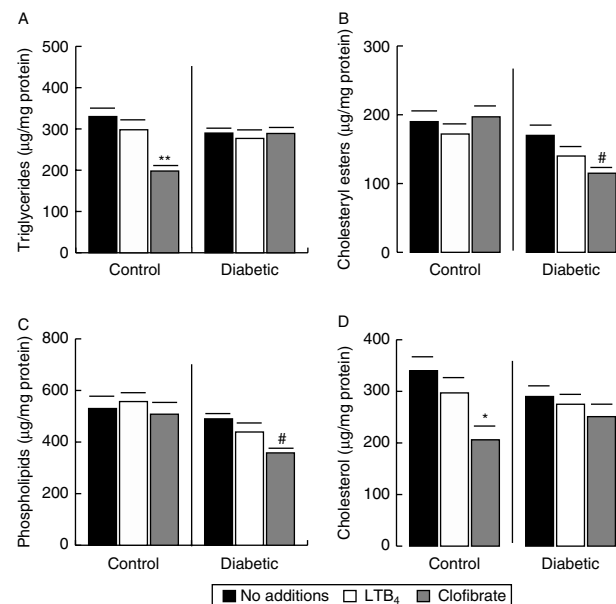 A
Triglycerides (µg/mg protein)
500
400
300
200
100
0
**
Control
Diabetic
B
Cholesteryl esters (µg/mg protein)
300
200
100
0
#
Control
Diabetic
C
Phospholipids (µg/mg protein)
800
600
400
200
0
#
Control
Diabetic
D
Cholesterol (µg/mg protein)
400
300
200
100
0
*
Control
Diabetic
No additions LTB₄ Clofibrate